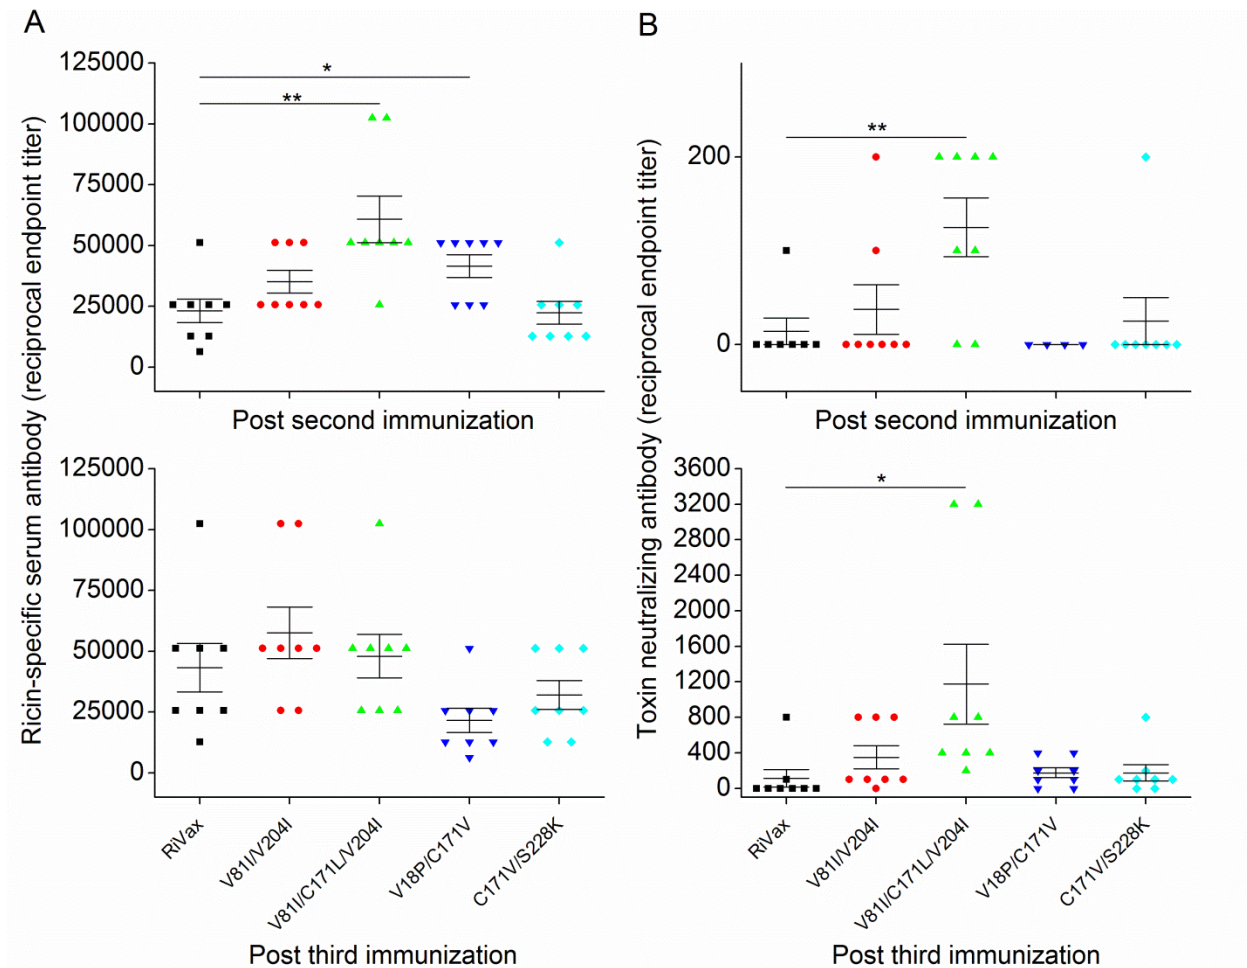 A
Ricin-specific serum antibody (reciprocal endpoint titer)
125000
100000
75000
50000
25000
0
*
**
Post second immunization
125000
100000
75000
50000
25000
0
RiVax
V81I/V204I
V81I/C171L/V204I
V18P/C171V
C171V/S228K
Post third immunization
B
Toxin neutralizing antibody (reciprocal endpoint titer)
200
0
**
Post second immunization
3600
3200
2800
2400
2000
1600
1200
800
400
0
*
RiVax
V81I/V204I
V81I/C171L/V204I
V18P/C171V
C171V/S228K
Post third immunization